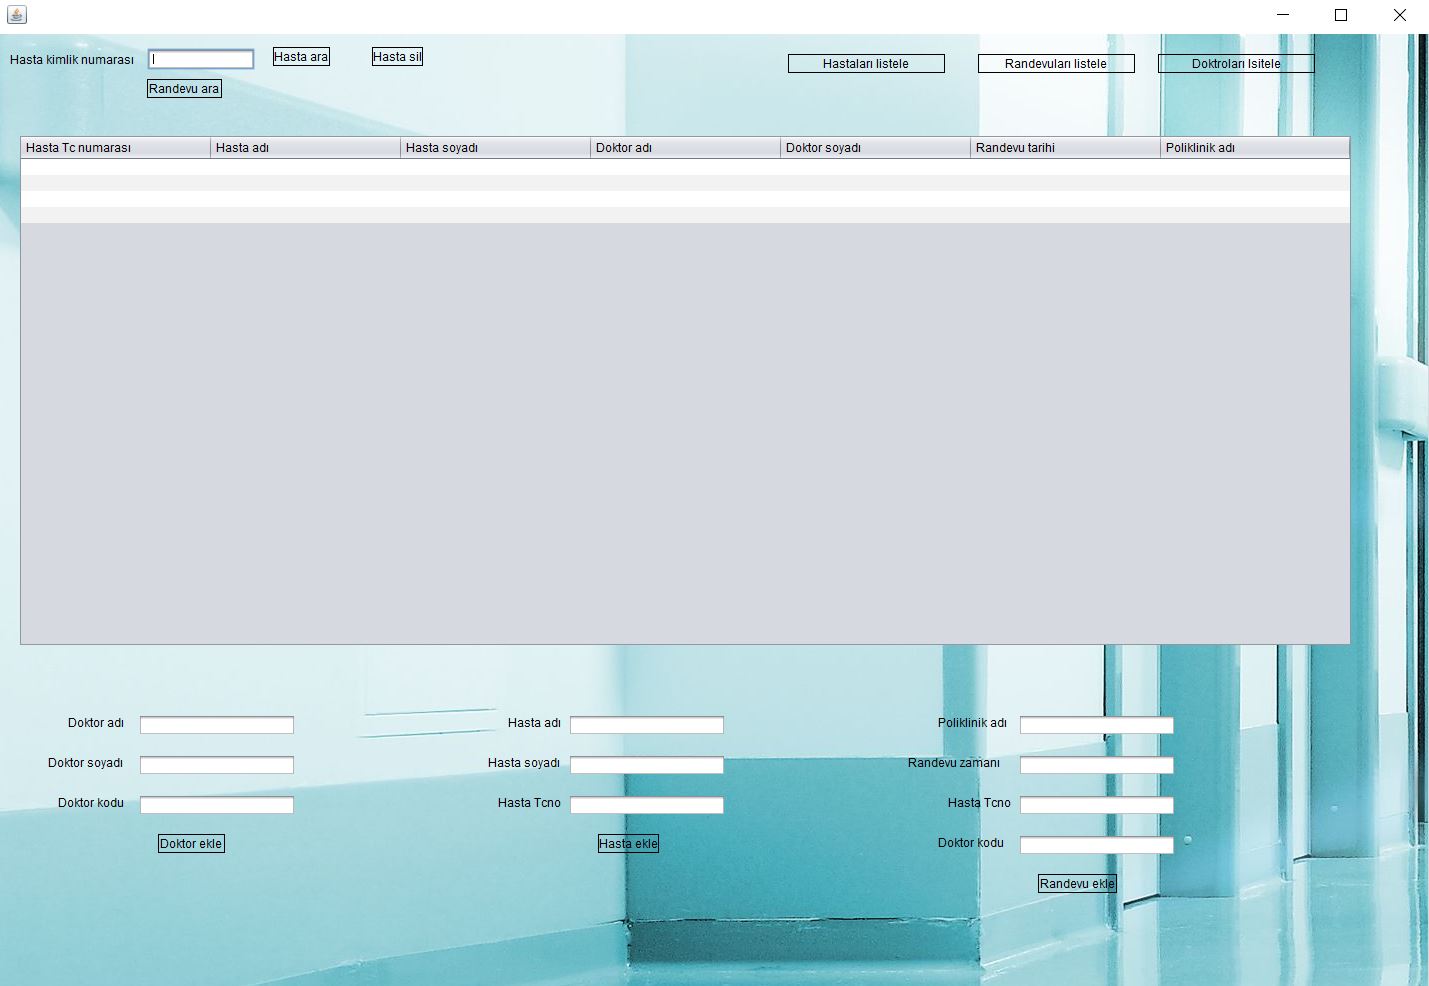 Hasta kimlik numarası
Hasta ara
Hasta sil
Hastaları listele
Randevuları listele
Doktroları lsitele
Randevu ara
Hasta Tc numarası Hasta adı Hasta soyadı Doktor adı Doktor soyadı Randevu tarihi Poliklinik adı
Doktor adı
Doktor soyadı
Doktor kodu
Doktor ekle
Hasta adı
Hasta soyadı
Hasta Tcno
Hasta ekle
Poliklinik adı
Randevu zamanı
Hasta Tcno
Doktor kodu
Randevu ekle